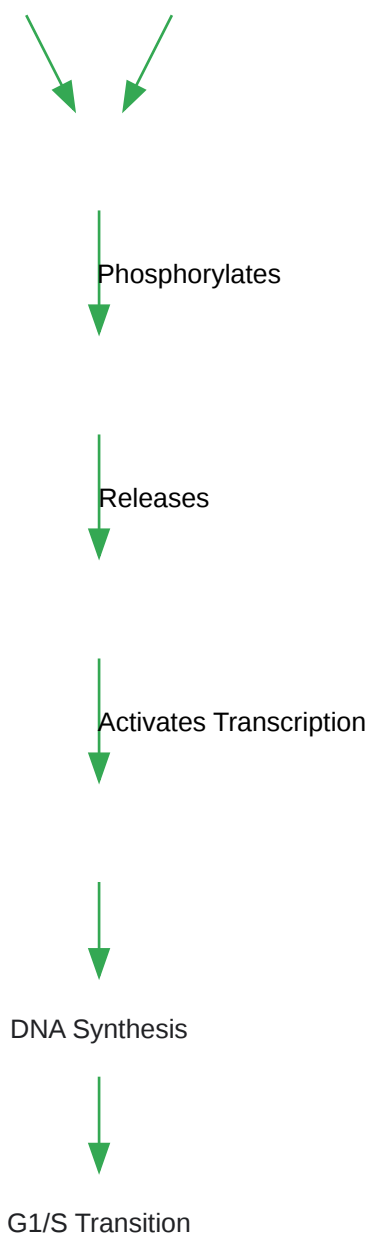 Phosphorylates
Releases
Activates Transcription
DNA Synthesis
G1/S Transition